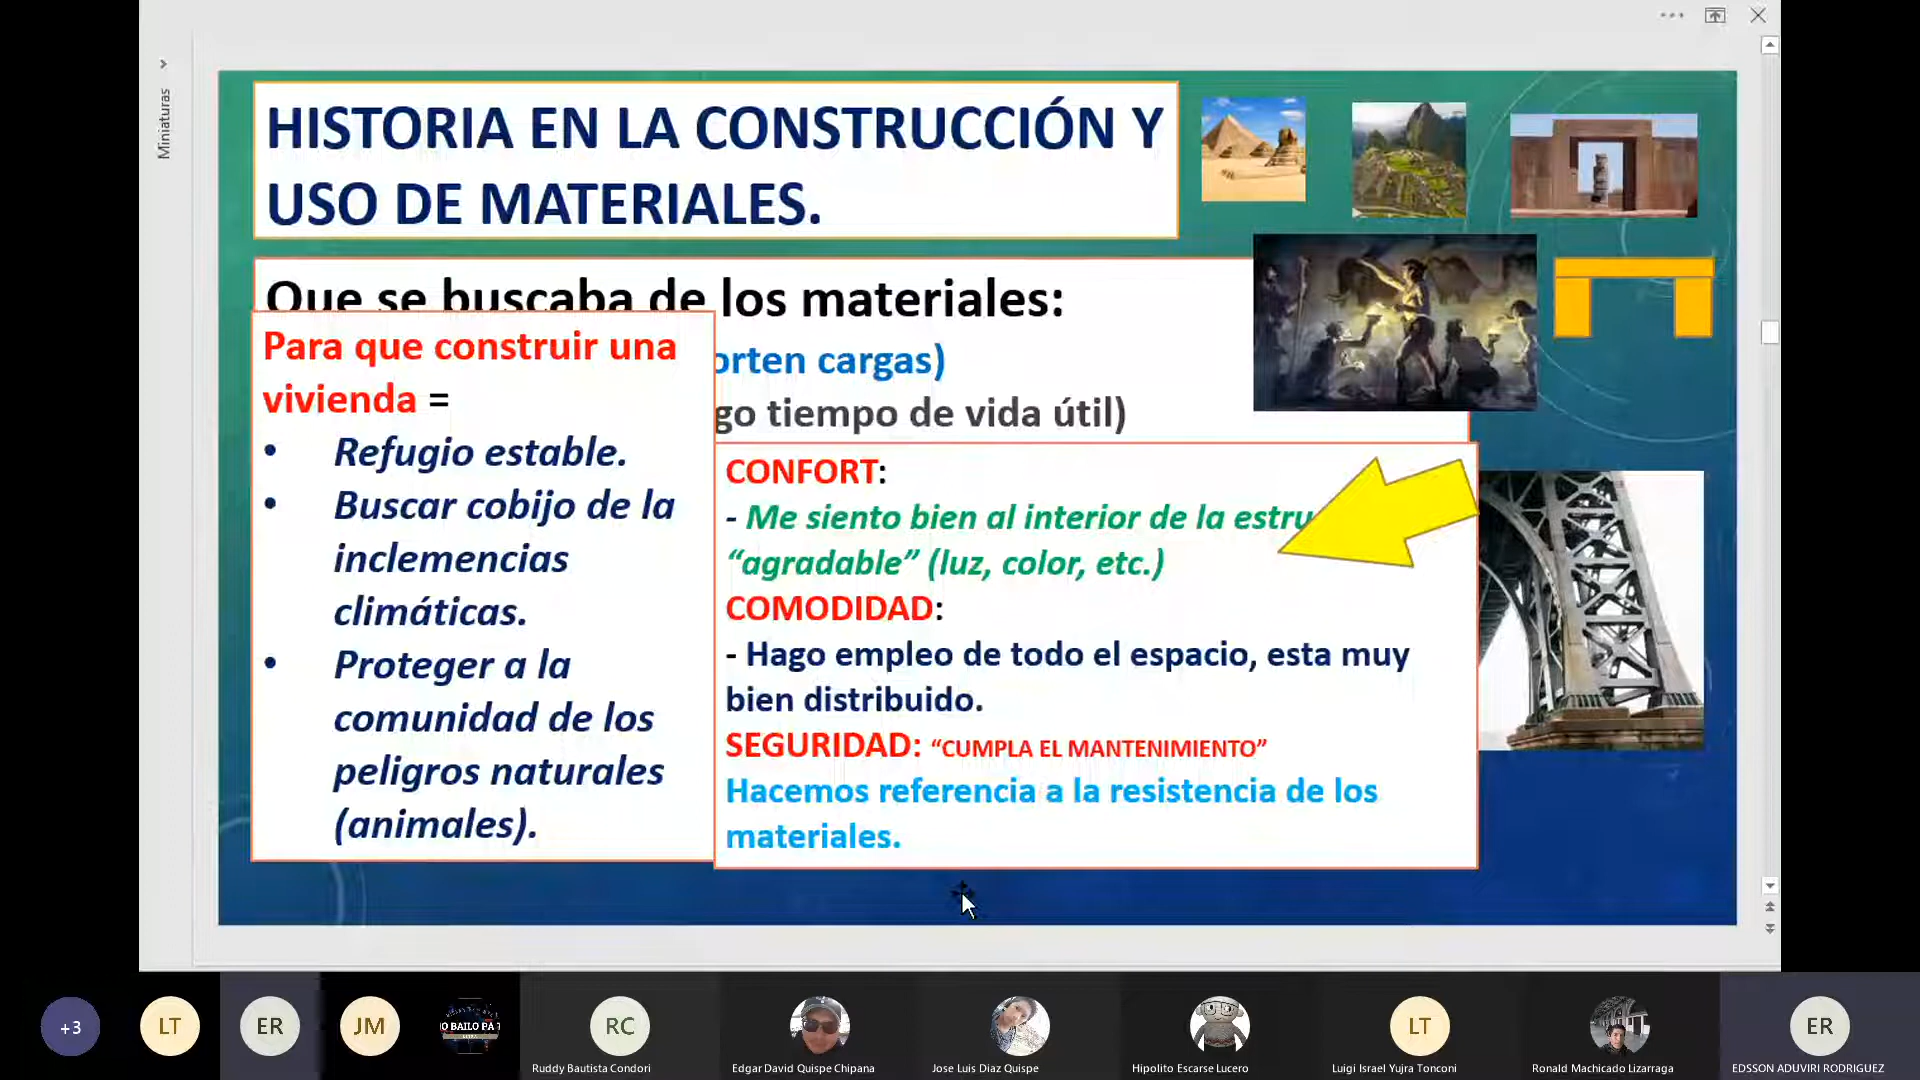 Miniaturas
HISTORIA EN LA CONSTRUCCIÓN Y
USO DE MATERIALES.
Que se buscaba de los materiales:
orten cargas)
go tiempo de vida útil)
Para que construir una
vivienda =
• Refugio estable.
• Buscar cobijo de la
inclemencias
climáticas.
• Proteger a la
comunidad de los
peligros naturales
(animales).
CONFORT:
- Me siento bien al interior de la estru
“agradable” (luz, color, etc.)
COMODIDAD:
- Hago empleo de todo el espacio, esta muy
bien distribuido.
SEGURIDAD: “CUMPLA EL MANTENIMIENTO”
Hacemos referencia a la resistencia de los
materiales.
+3
LT
ER
JM
O BAILO PA
RC
LT
ER
Ruddy Bautista Condori
Edgar David Quispe Chipana
Jose Luis Diaz Quispe
Hipolito Escarse Lucero
Luigi Israel Yujra Tonconi
Ronald Machicado Lizarraga
EDSSON ADUVIRI RODRIGUEZ